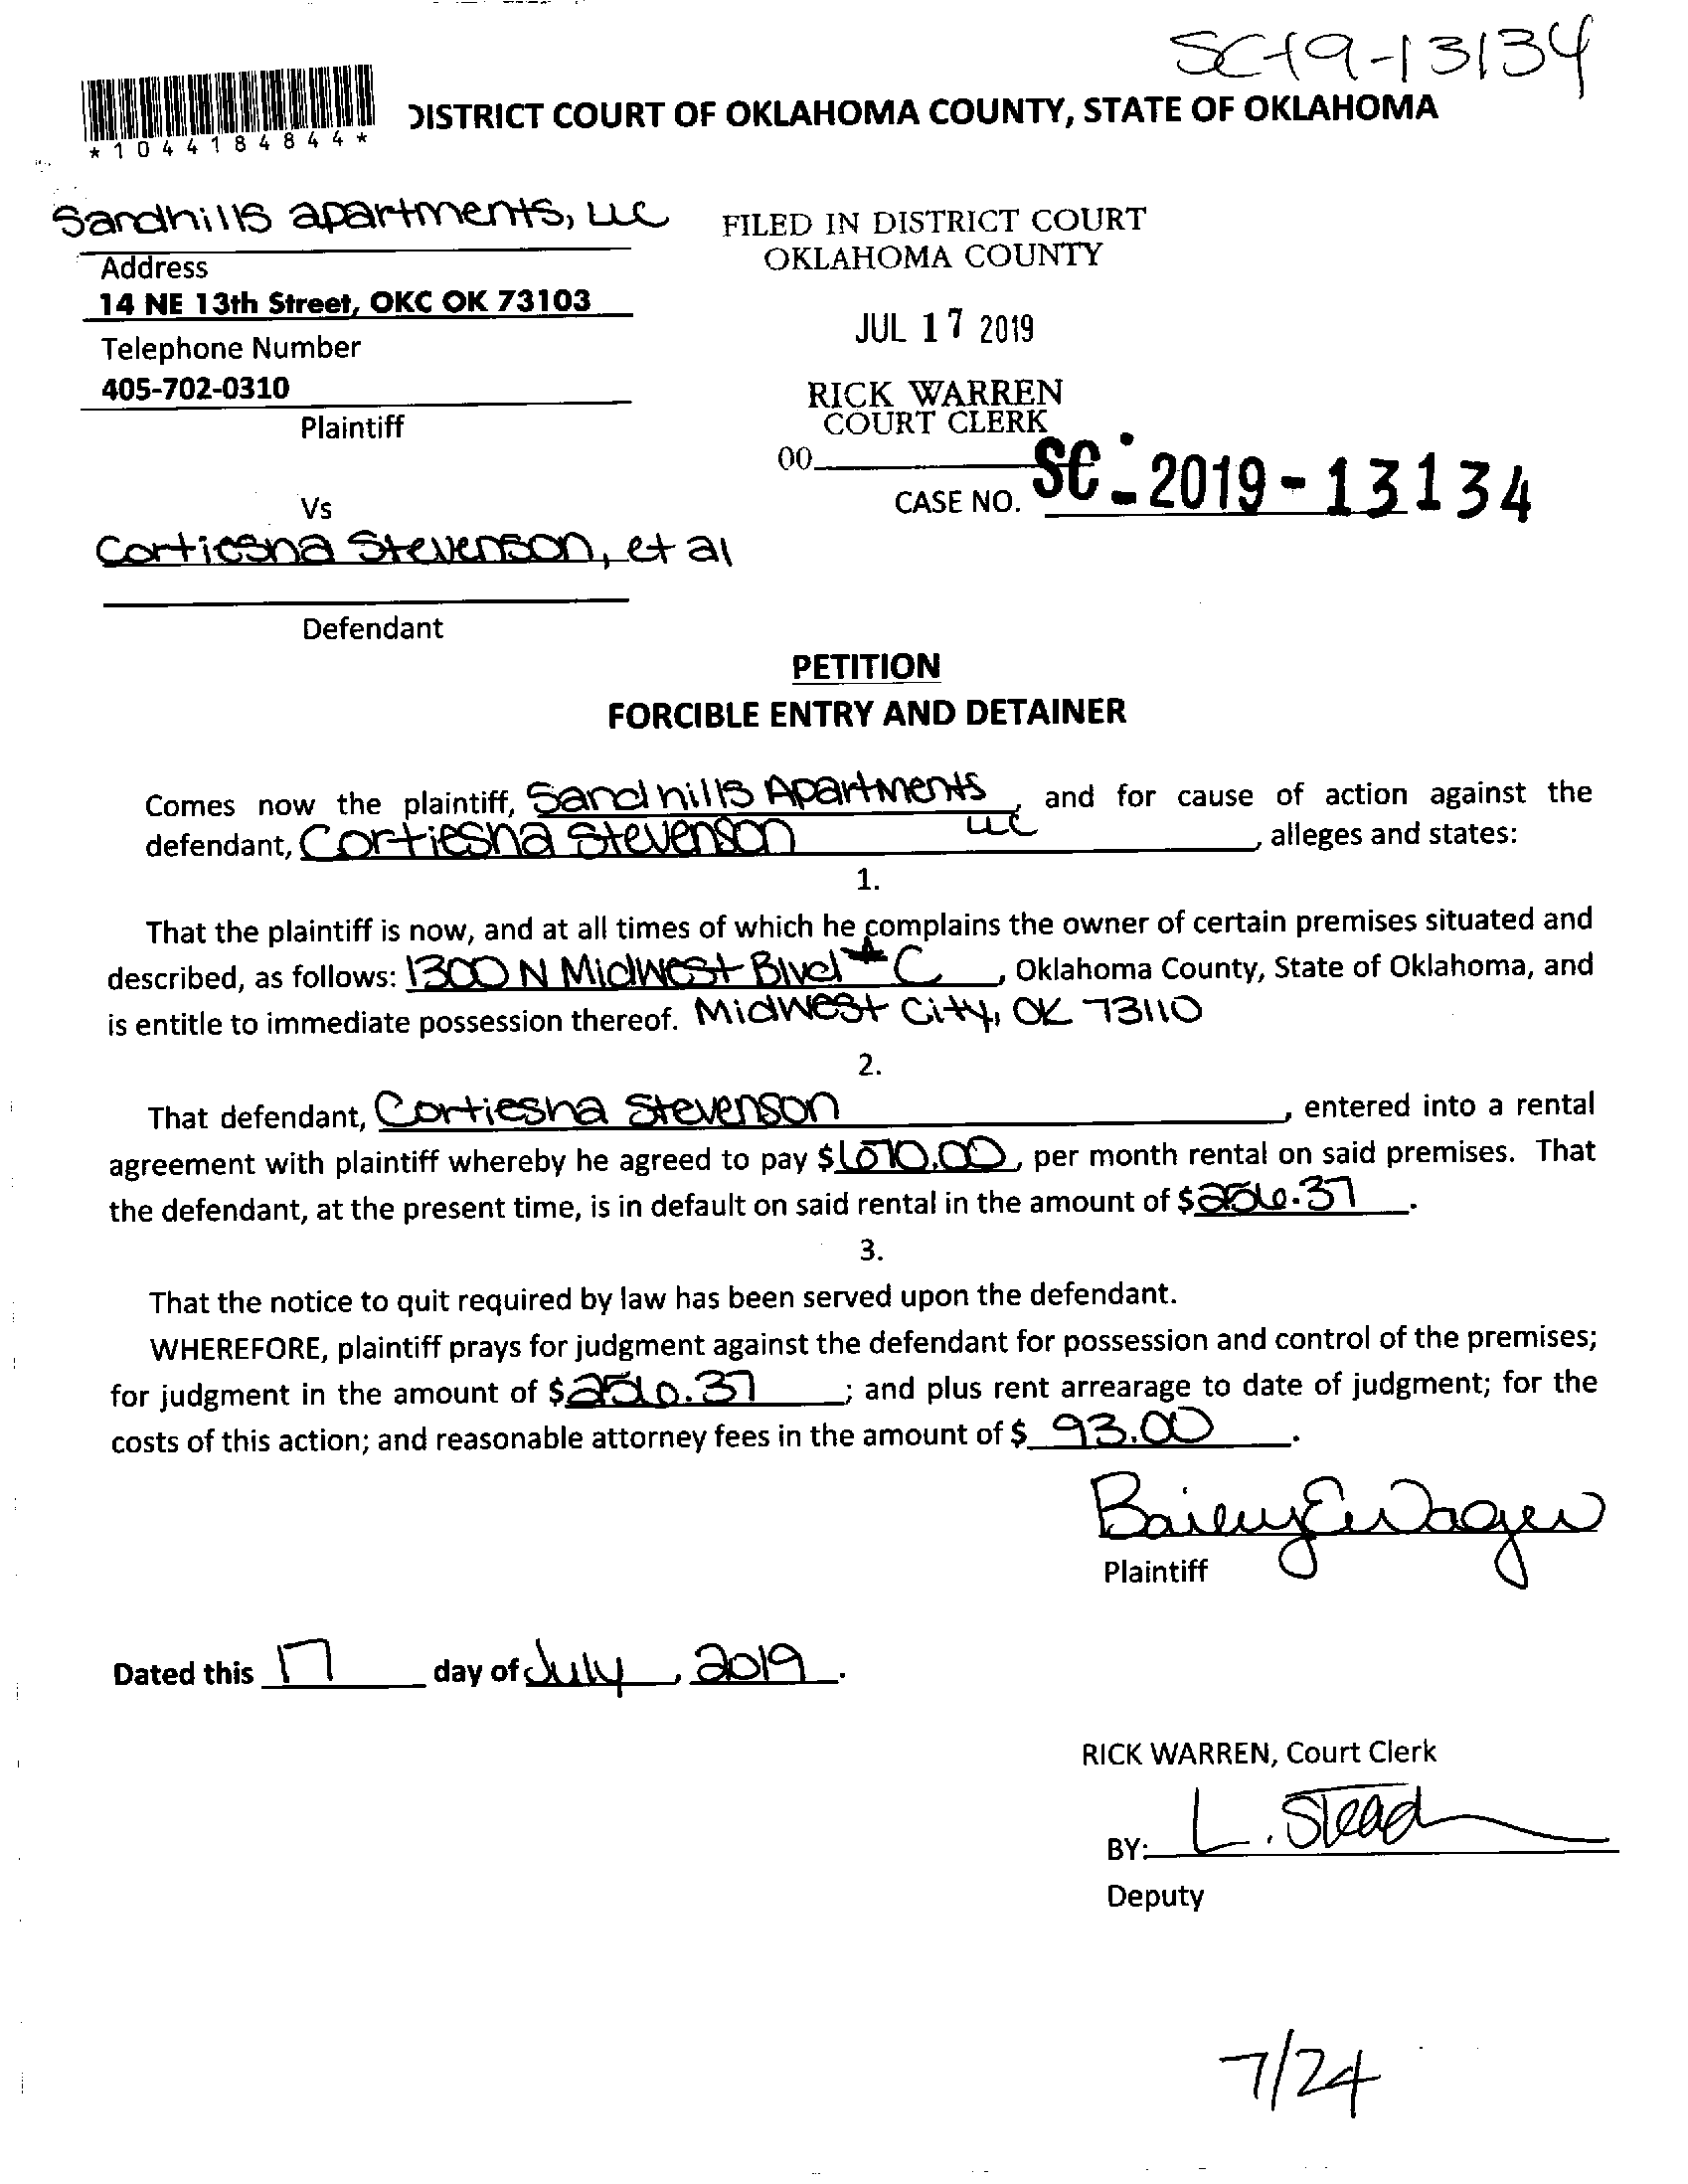 SC-19-13134
*1044184844*
DISTRICT COURT OF OKLAHOMA COUNTY, STATE OF OKLAHOMA
Sandhills apartments, LLC
Address
14 NE 13th Street, OKC OK 73103
Telephone Number
405-702-0310
Plaintiff
FILED IN DISTRICT COURT
OKLAHOMA COUNTY
JUL 17 2019
RICK WARREN
COURT CLERK
00
CASE NO. SC-2019-13134
Vs
Cortiesha Stevenson, et al
Defendant
PETITION
FORCIBLE ENTRY AND DETAINER
Comes now the plaintiff, Sandhills Apartments LLC, and for cause of action against the
defendant, Cortiesha Stevenson, alleges and states:
1.
That the plaintiff is now, and at all times of which he complains the owner of certain premises situated and
described, as follows: 1300 N Midwest Blvd #C, Oklahoma County, State of Oklahoma, and
is entitle to immediate possession thereof. Midwest City, OK 73110
2.
That defendant, Cortiesha Stevenson, entered into a rental
agreement with plaintiff whereby he agreed to pay $ per month rental on said premises. That
the defendant, at the present time, is in default on said rental in the amount of $256.37.
3.
That the notice to quit required by law has been served upon the defendant.
WHEREFORE, plaintiff prays for judgment against the defendant for possession and control of the premises;
for judgment in the amount of $256.37; and plus rent arrearage to date of judgment; for the
costs of this action; and reasonable attorney fees in the amount of $ 93.00.
Plaintiff
Dated this 17 day of July, 2019.
RICK WARREN, Court Clerk
BY: L. Stead
Deputy
7/24